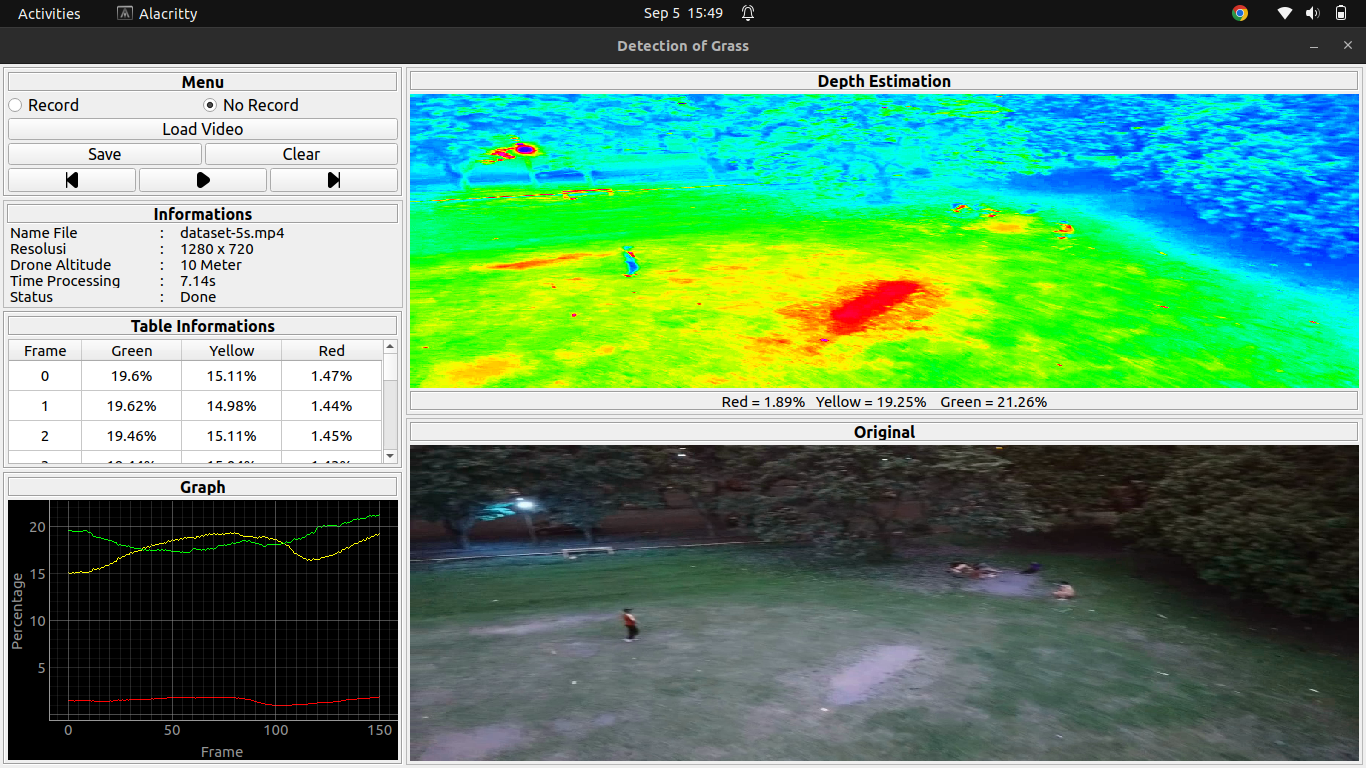 Activities Alacritty Sep 5 15:49
Detection of Grass
Menu
Record No Record
Load Video
Save Clear
Informations
Name File : dataset-5s.mp4
Resolusi : 1280 x 720
Drone Altitude : 10 Meter
Time Processing : 7.14s
Status : Done
Table Informations
Frame Green Yellow Red
0 19.6% 15.11% 1.47%
1 19.62% 14.98% 1.44%
2 19.46% 15.11% 1.45%
Graph
Percentage
20
15
10
5
0 50 100 150
Frame
Depth Estimation
Red = 1.89% Yellow = 19.25% Green = 21.26%
Original